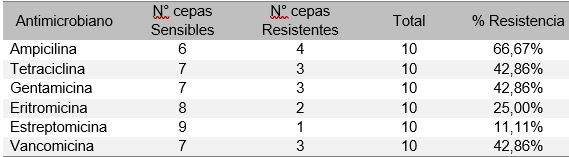 Antimicrobiano N° cepas Sensibles N° cepas Resistentes Total % Resistencia
Ampicilina 6 4 10 66,67%
Tetraciclina 7 3 10 42,86%
Gentamicina 7 3 10 42,86%
Eritromicina 8 2 10 25,00%
Estreptomicina 9 1 10 11,11%
Vancomicina 7 3 10 42,86%